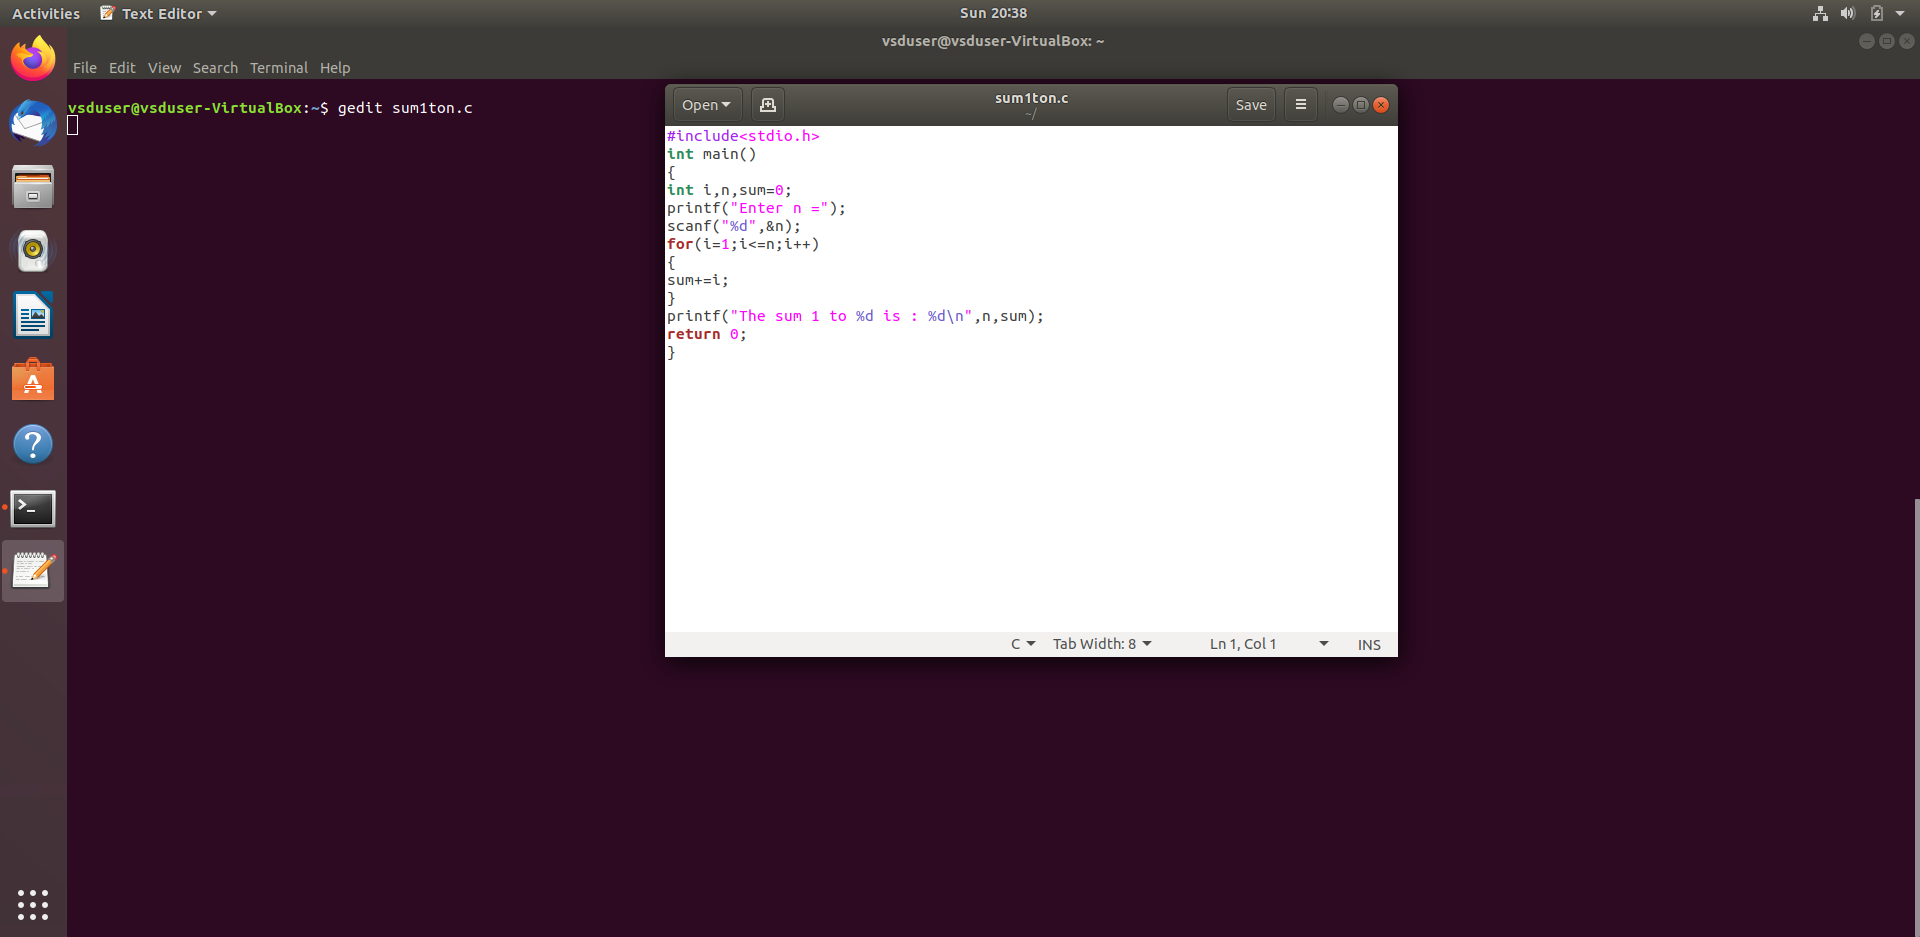 Activities Text Editor Sun 20:38
vsduser@vsduser-VirtualBox: ~
File Edit View Search Terminal Help
vsduser@vsduser-VirtualBox:~$ gedit sum1ton.c
Open sum1ton.c Save
~/
#include<stdio.h>
int main()
{
int i,n,sum=0;
printf("Enter n =");
scanf("%d",&n);
for(i=1;i<=n;i++)
{
sum+=i;
}
printf("The sum 1 to %d is : %d\n",n,sum);
return 0;
}
C Tab Width: 8 Ln 1, Col 1 INS